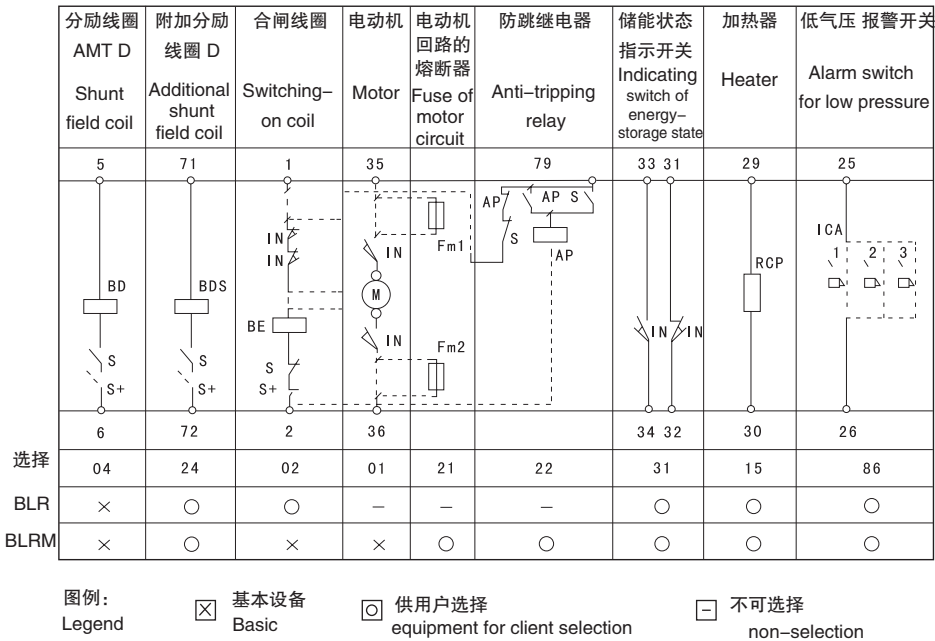 分励线圈
AMT D
Shunt
field coil
附加分励
线圈 D
Additional
shunt
field coil
合闸线圈
Switching–
on coil
电动机
Motor
电动机
回路的
熔断器
Fuse of
motor
circuit
防跳继电器
Anti–tripping
relay
储能状态
指示开关
Indicating
switch of
energy–
storage state
加热器
Heater
低气压 报警开关
Alarm switch
for low pressure
5 71 1 35 79 33 31 29 25
BD
S
S+
BDS
S
S+
IN
IN
BE
S
S+
IN
M
IN
Fm1
Fm2
AP
S
AP S
AP
IN
IN
RCP
ICA
1 2 3
6 72 2 36 34 32 30 26
选择 04 24 02 01 21 22 31 15 86
BLR × ○ ○ – – – ○ ○ ○
BLRM × ○ × × ○ ○ ○ ○ ○
图例:
Legend
× 基本设备
Basic
○ 供用户选择
equipment for client selection
– 不可选择
non–selection